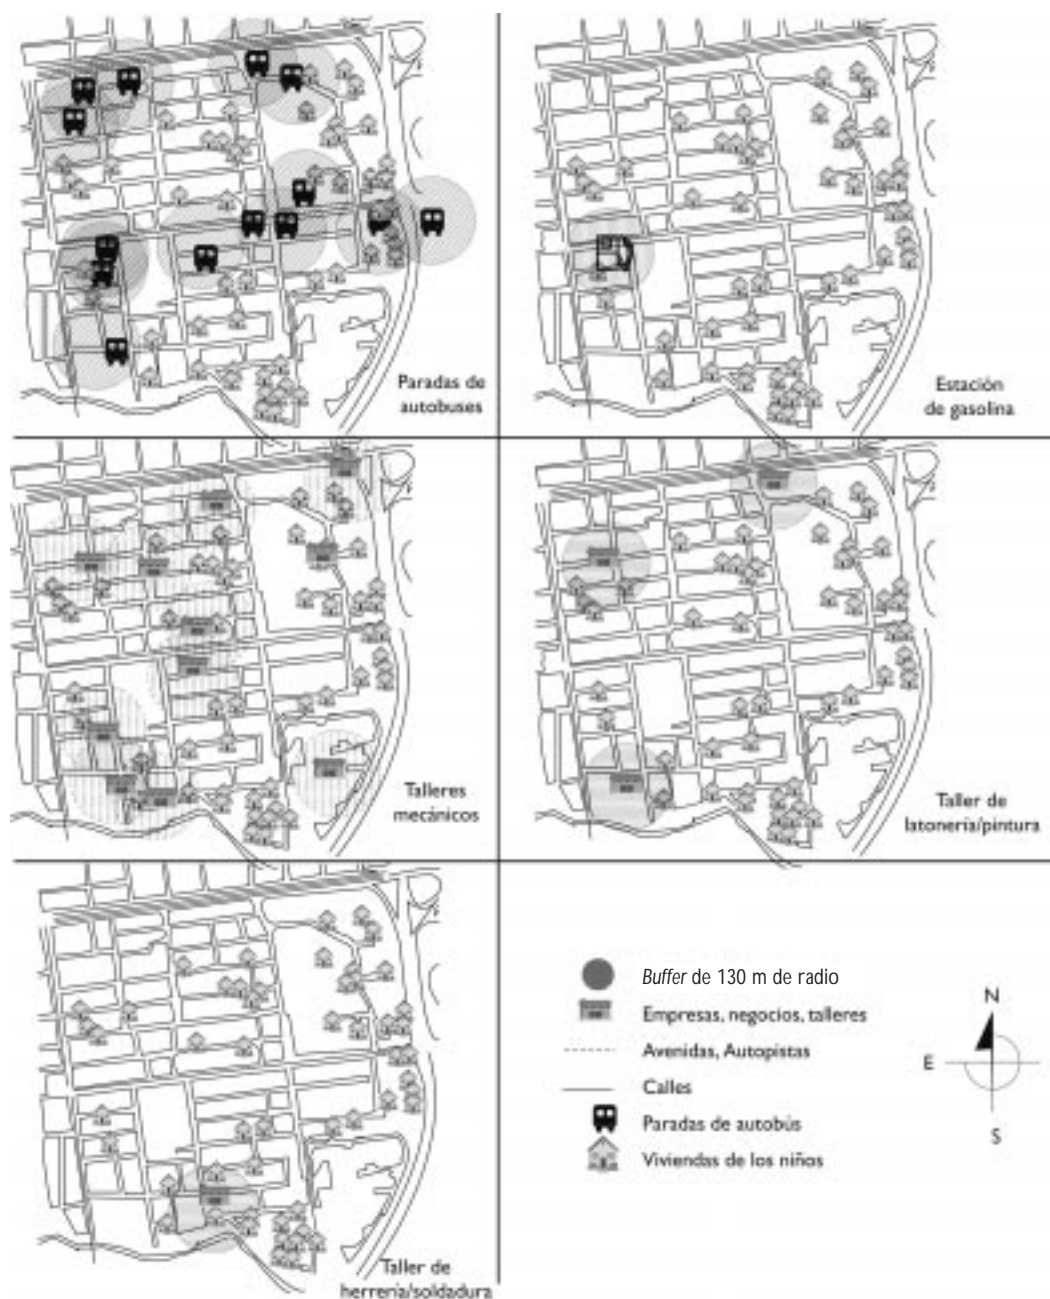 Paradas de
autobuses
Estación
de gasolina
Talleres
mecánicos
Taller de
latonería/pintura
Taller de
herrería/soldadura
Buffer de 130 m de radio
Empresas, negocios, talleres
Avenidas, Autopistas
Calles
Paradas de autobús
Viviendas de los niños
N
E
S